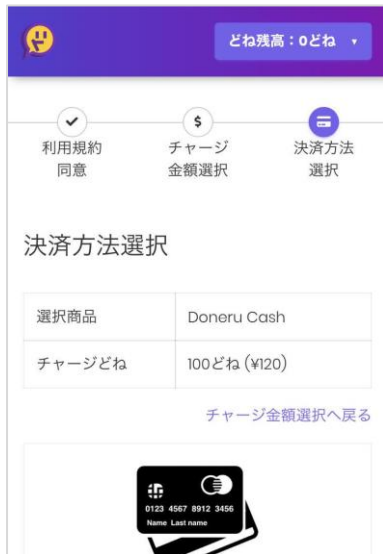 どね残高：0どね ▼
利用規約
同意
チャージ
金額選択
決済方法
選択
決済方法選択
選択商品 Doneru Cash
チャージどね 100どね (¥120)
チャージ金額選択へ戻る
0123 4567 8912 3456
Name Last name